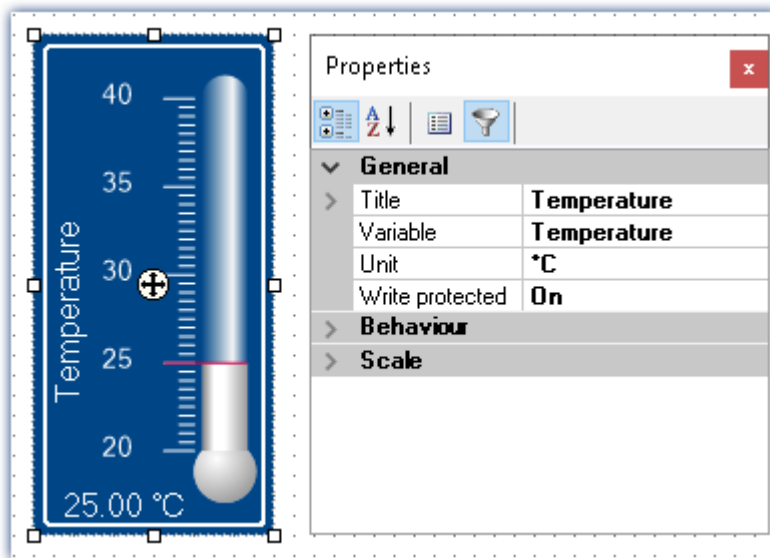 40
35
30
25
20
Temperature
25.00 °C
Properties
x
A
Z
General
Title Temperature
Variable Temperature
Unit °C
Write protected On
Behaviour
Scale